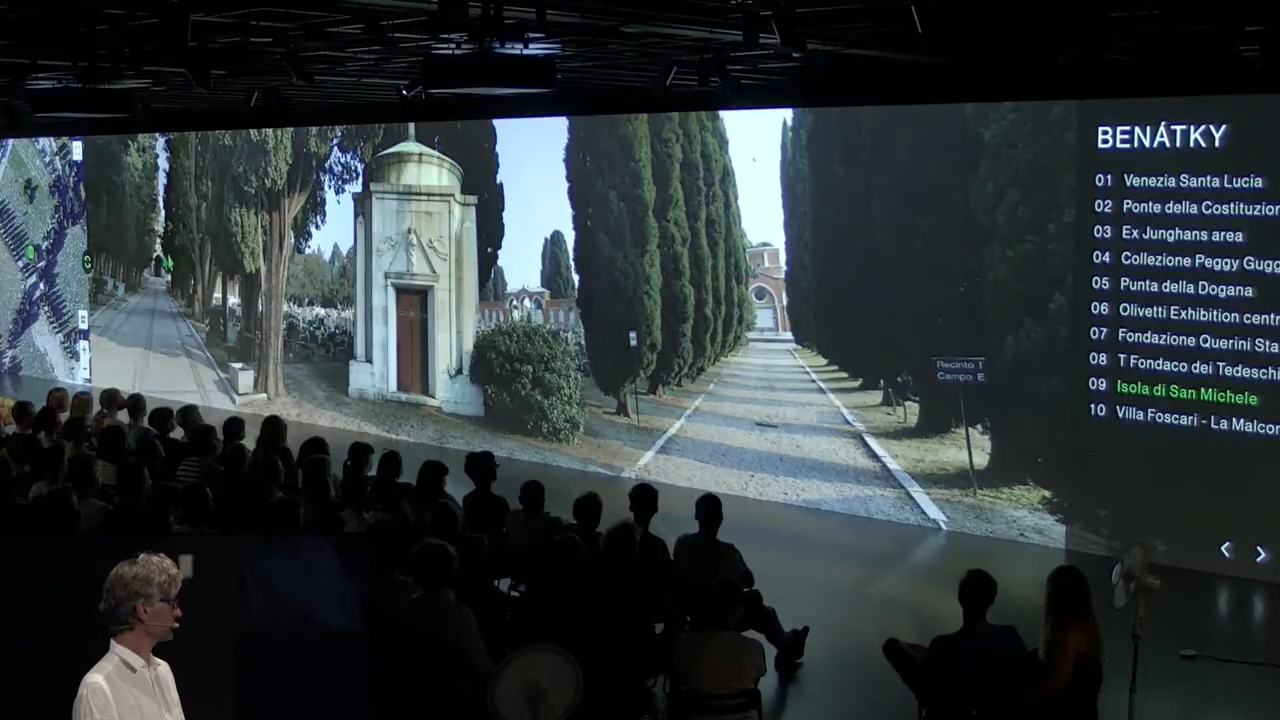 BENÁTKY
01 Venezia Santa Lucia
02 Ponte della Costituzion
03 Ex Junghans area
04 Collezione Peggy Gugg
05 Punta della Dogana
06 Olivetti Exhibition centr
07 Fondazione Querini Sta
08 T Fondaco dei Tedeschi
09 Isola di San Michele
10 Villa Foscari - La Malcon
Recinto 1
Campo E